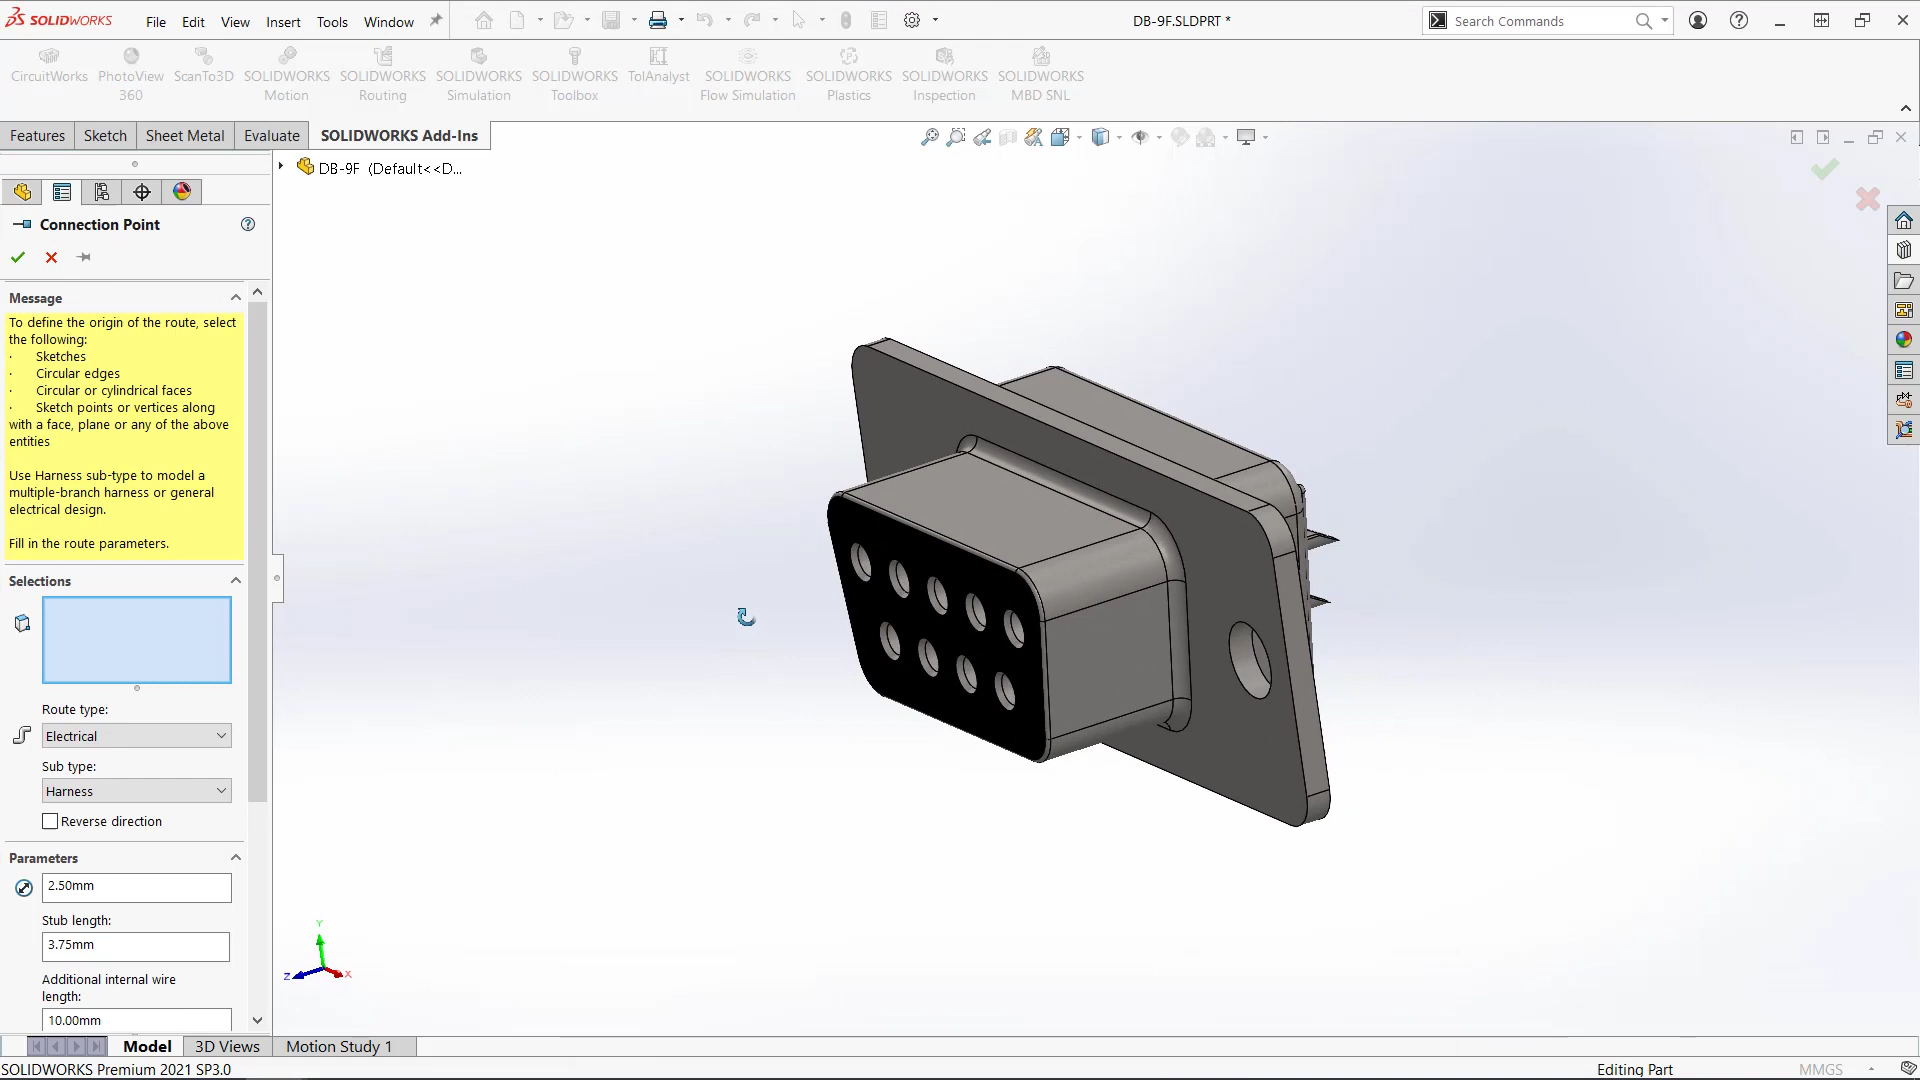 SOLIDWORKS File Edit View Insert Tools Window DB-9F.SLDPRT * Search Commands
CircuitWorks PhotoView 360 ScanTo3D SOLIDWORKS Motion SOLIDWORKS Routing SOLIDWORKS Simulation SOLIDWORKS Toolbox TolAnalyst SOLIDWORKS Flow Simulation SOLIDWORKS Plastics SOLIDWORKS Inspection SOLIDWORKS MBD SNL
Features Sketch Sheet Metal Evaluate SOLIDWORKS Add-Ins
DB-9F (Default<<D...
Connection Point
Message
To define the origin of the route, select
the following:
· Sketches
· Circular edges
· Circular or cylindrical faces
· Sketch points or vertices along
with a face, plane or any of the above
entities
Use Harness sub-type to model a
multiple-branch harness or general
electrical design.
Fill in the route parameters.
Selections
Route type:
Electrical
Sub type:
Harness
Reverse direction
Parameters
2.50mm
Stub length:
3.75mm
Additional internal wire
length:
10.00mm
Y
Z
X
Model 3D Views Motion Study 1
SOLIDWORKS Premium 2021 SP3.0 Editing Part MMGS